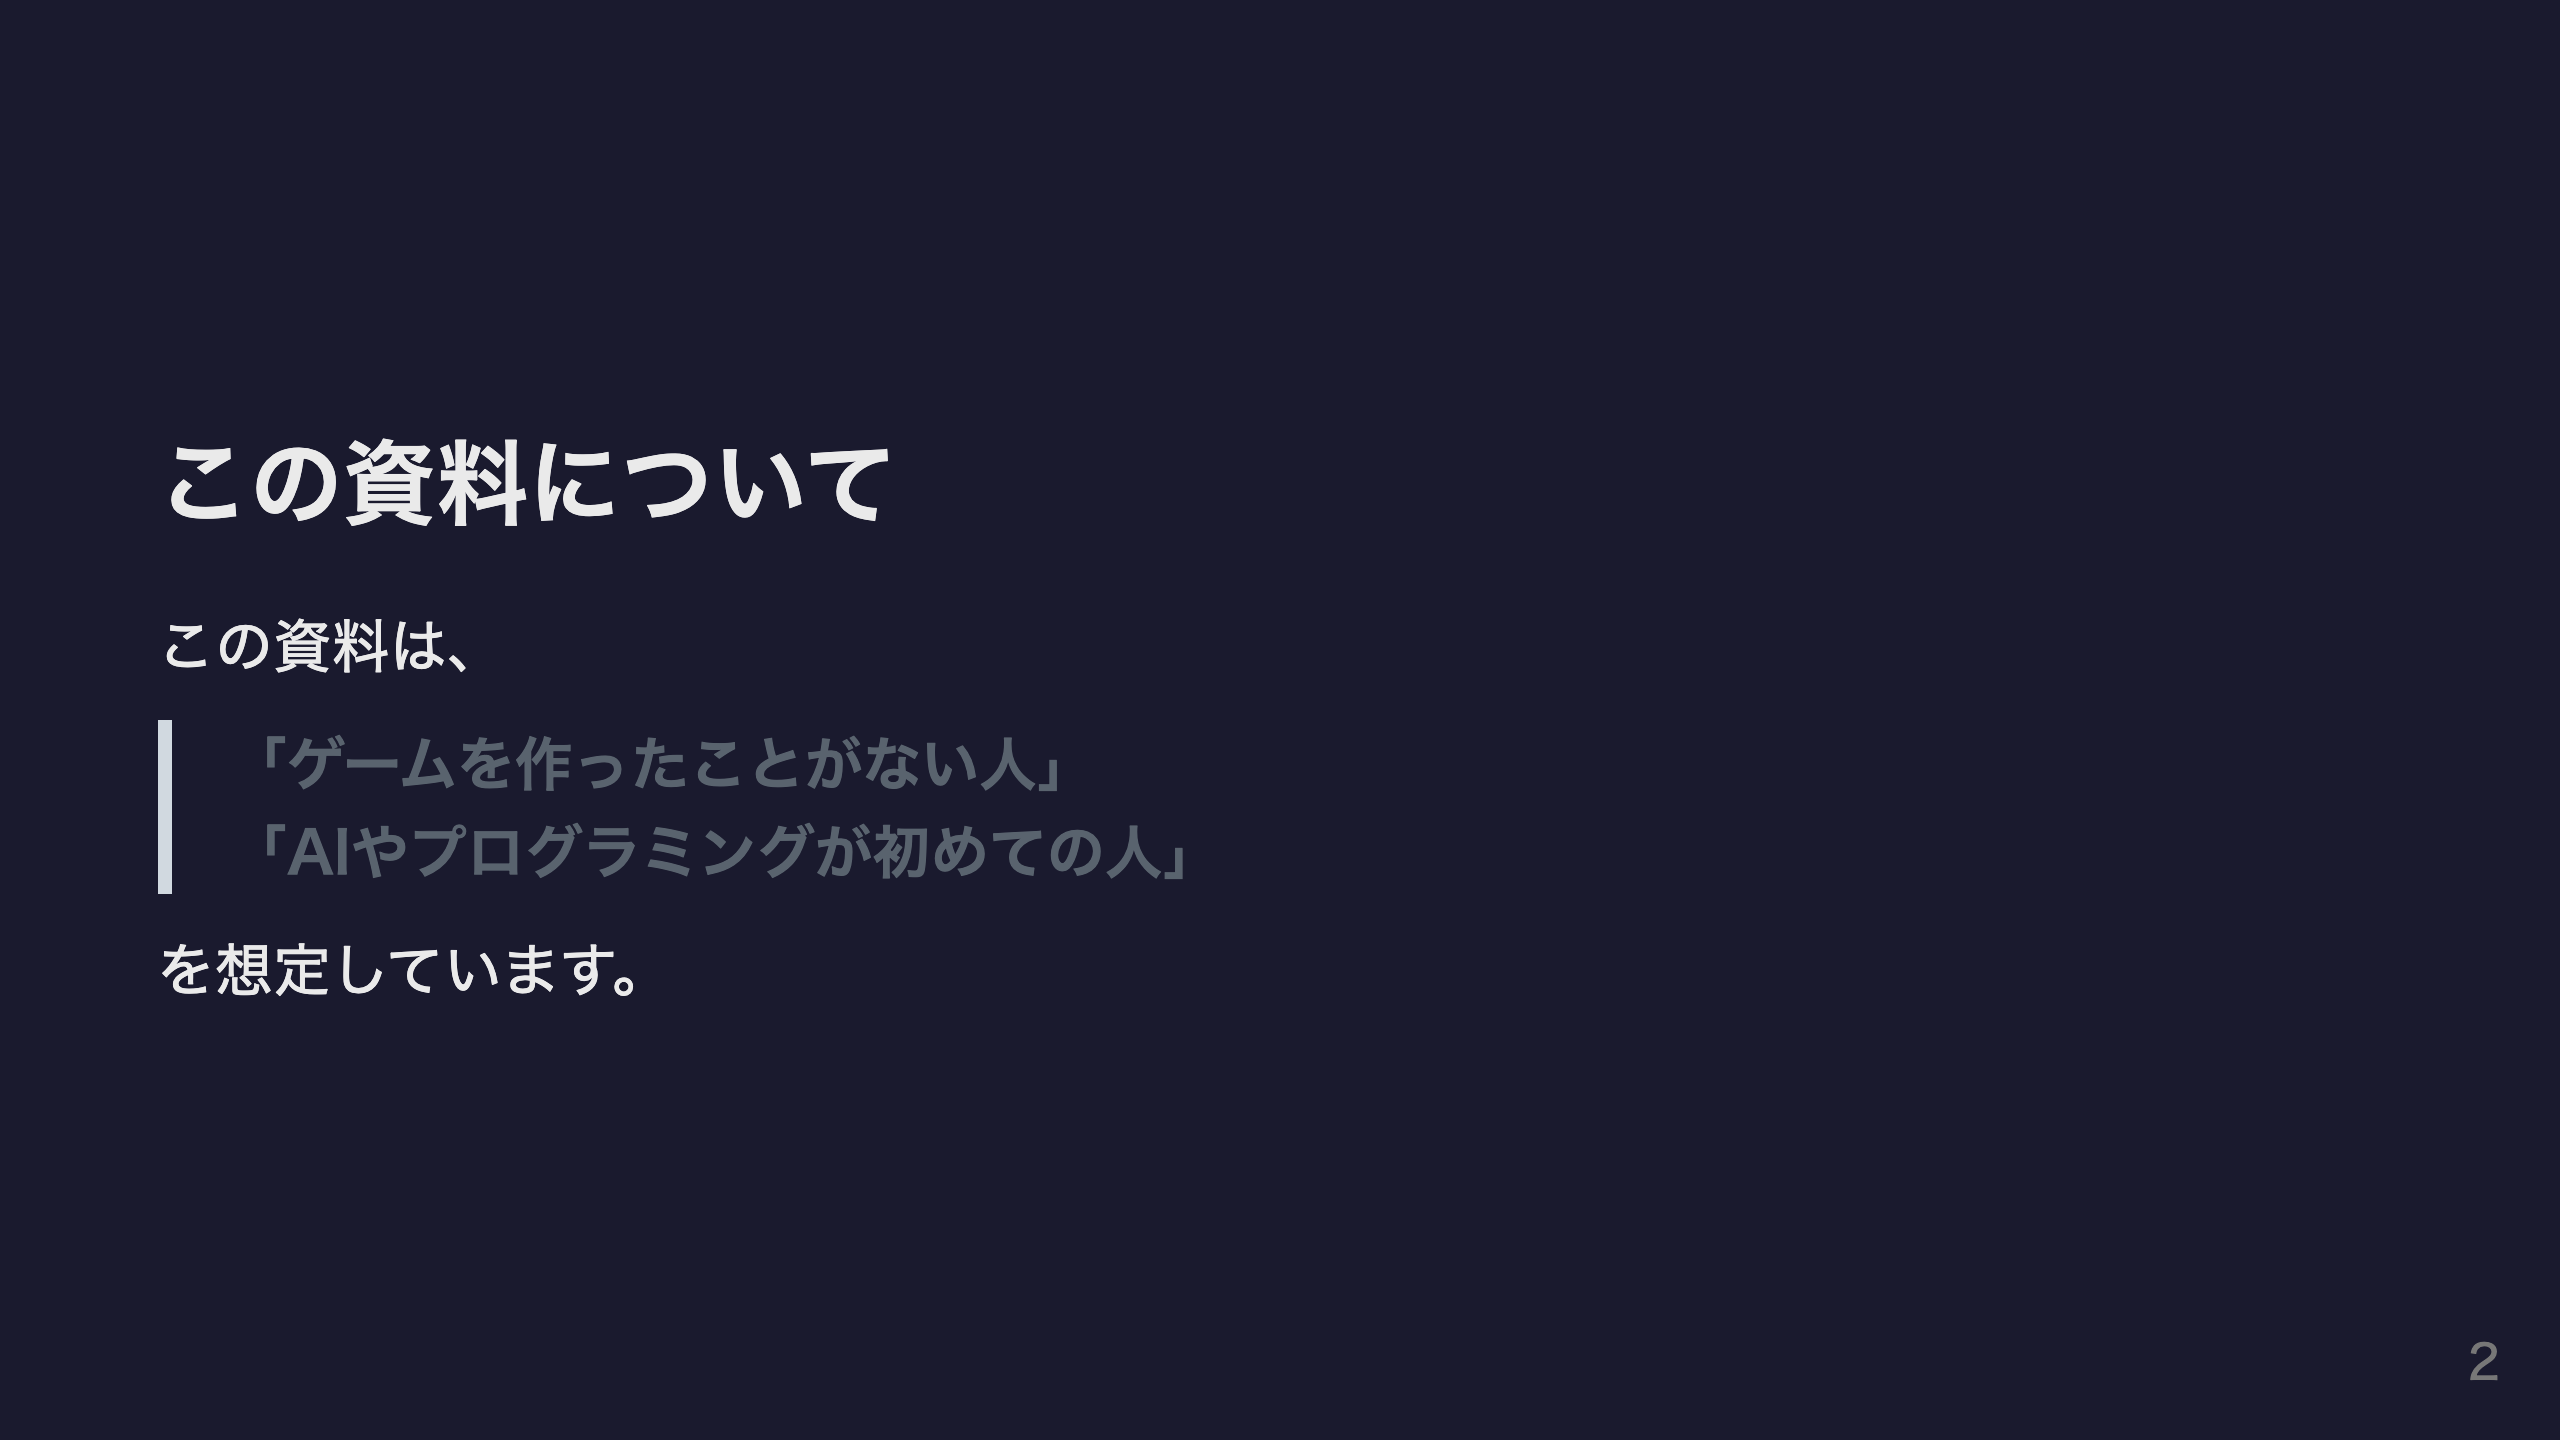 この資料について
この資料は、
「ゲームを作ったことがない人」
「AIやプログラミングが初めての人」
を想定しています。
2